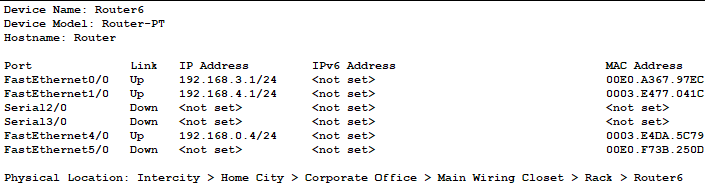 Device Name: Router6
Device Model: Router-PT
Hostname: Router
Port Link IP Address IPv6 Address MAC Address
FastEthernet0/0 Up 192.168.3.1/24 <not set> 00E0.A367.97EC
FastEthernet1/0 Up 192.168.4.1/24 <not set> 0003.E477.041C
Serial2/0 Down <not set> <not set> <not set>
Serial3/0 Down <not set> <not set> <not set>
FastEthernet4/0 Up 192.168.0.4/24 <not set> 0003.E4DA.5C79
FastEthernet5/0 Down <not set> <not set> 00E0.F73B.250D
Physical Location: Intercity > Home City > Corporate Office > Main Wiring Closet > Rack > Router6